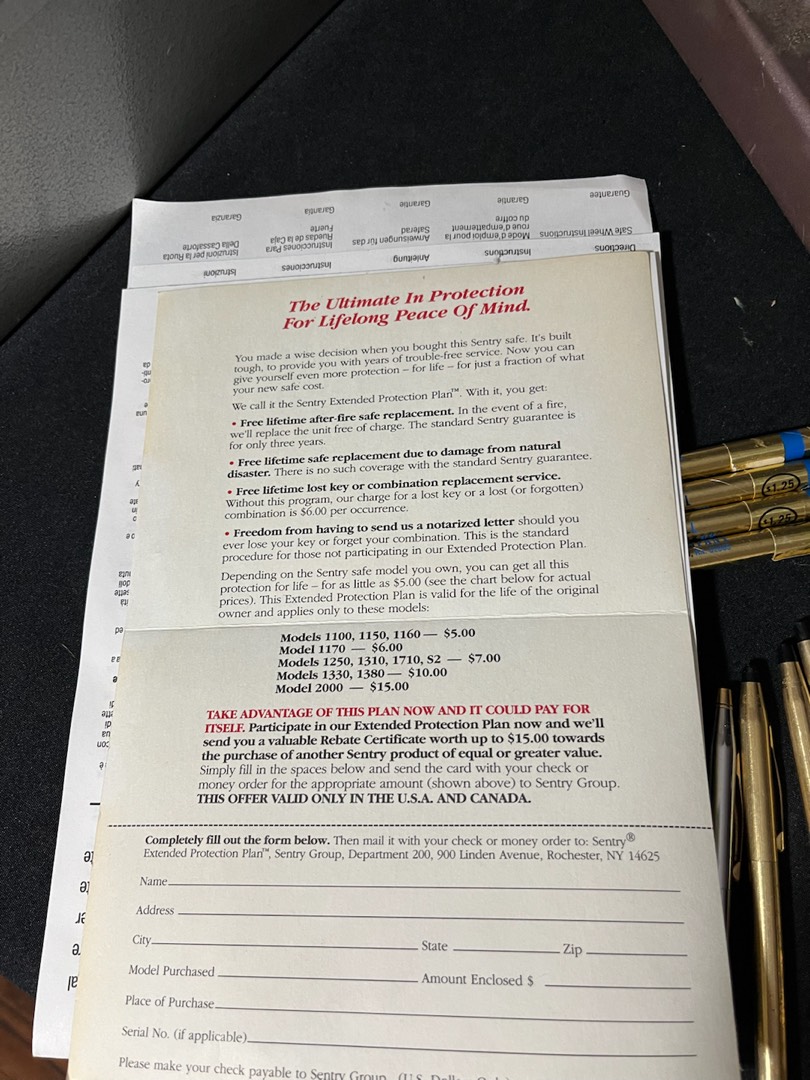 Guarantee
Garantie
Garantie
Garantía
Garanzia
Safe Wheel Instructions
Mode d'emploi pour la
roue d'empattement
du coffre
Anweisungen für das
Saferad
Instrucciones Para
Ruedas de la Caja
Fuerte
Istruzioni per la Ruota
Della Cassaforte
Directions
Instructions
Anleitung
Instrucciones
Istruzioni
The Ultimate In Protection
For Lifelong Peace Of Mind.
You made a wise decision when you bought this Sentry safe. It's built
tough, to provide you with years of trouble-free service. Now you can
give yourself even more protection – for life – for just a fraction of what
your new safe cost.
We call it the Sentry Extended Protection Plan™. With it, you get:
• Free lifetime after-fire safe replacement. In the event of a fire,
we'll replace the unit free of charge. The standard Sentry guarantee is
for only three years.
• Free lifetime safe replacement due to damage from natural
disaster. There is no such coverage with the standard Sentry guarantee.
• Free lifetime lost key or combination replacement service.
Without this program, our charge for a lost key or a lost (or forgotten)
combination is $6.00 per occurrence.
• Freedom from having to send us a notarized letter should you
ever lose your key or forget your combination. This is the standard
procedure for those not participating in our Extended Protection Plan.
Depending on the Sentry safe model you own, you can get all this
protection for life – for as little as $5.00 (see the chart below for actual
prices). This Extended Protection Plan is valid for the life of the original
owner and applies only to these models:
Models 1100, 1150, 1160 — $5.00
Model 1170 — $6.00
Models 1250, 1310, 1710, S2 — $7.00
Models 1330, 1380 — $10.00
Model 2000 — $15.00
TAKE ADVANTAGE OF THIS PLAN NOW AND IT COULD PAY FOR
ITSELF. Participate in our Extended Protection Plan now and we'll
send you a valuable Rebate Certificate worth up to $15.00 towards
the purchase of another Sentry product of equal or greater value.
Simply fill in the spaces below and send the card with your check or
money order for the appropriate amount (shown above) to Sentry Group.
THIS OFFER VALID ONLY IN THE U.S.A. AND CANADA.
Completely fill out the form below. Then mail it with your check or money order to: Sentry®
Extended Protection Plan™, Sentry Group, Department 200, 900 Linden Avenue, Rochester, NY 14625
Name
Address
City State Zip
Model Purchased Amount Enclosed $
Place of Purchase
Serial No. (if applicable)
Please make your check payable to Sentry Group. (U.S.
$1.25
$1.25